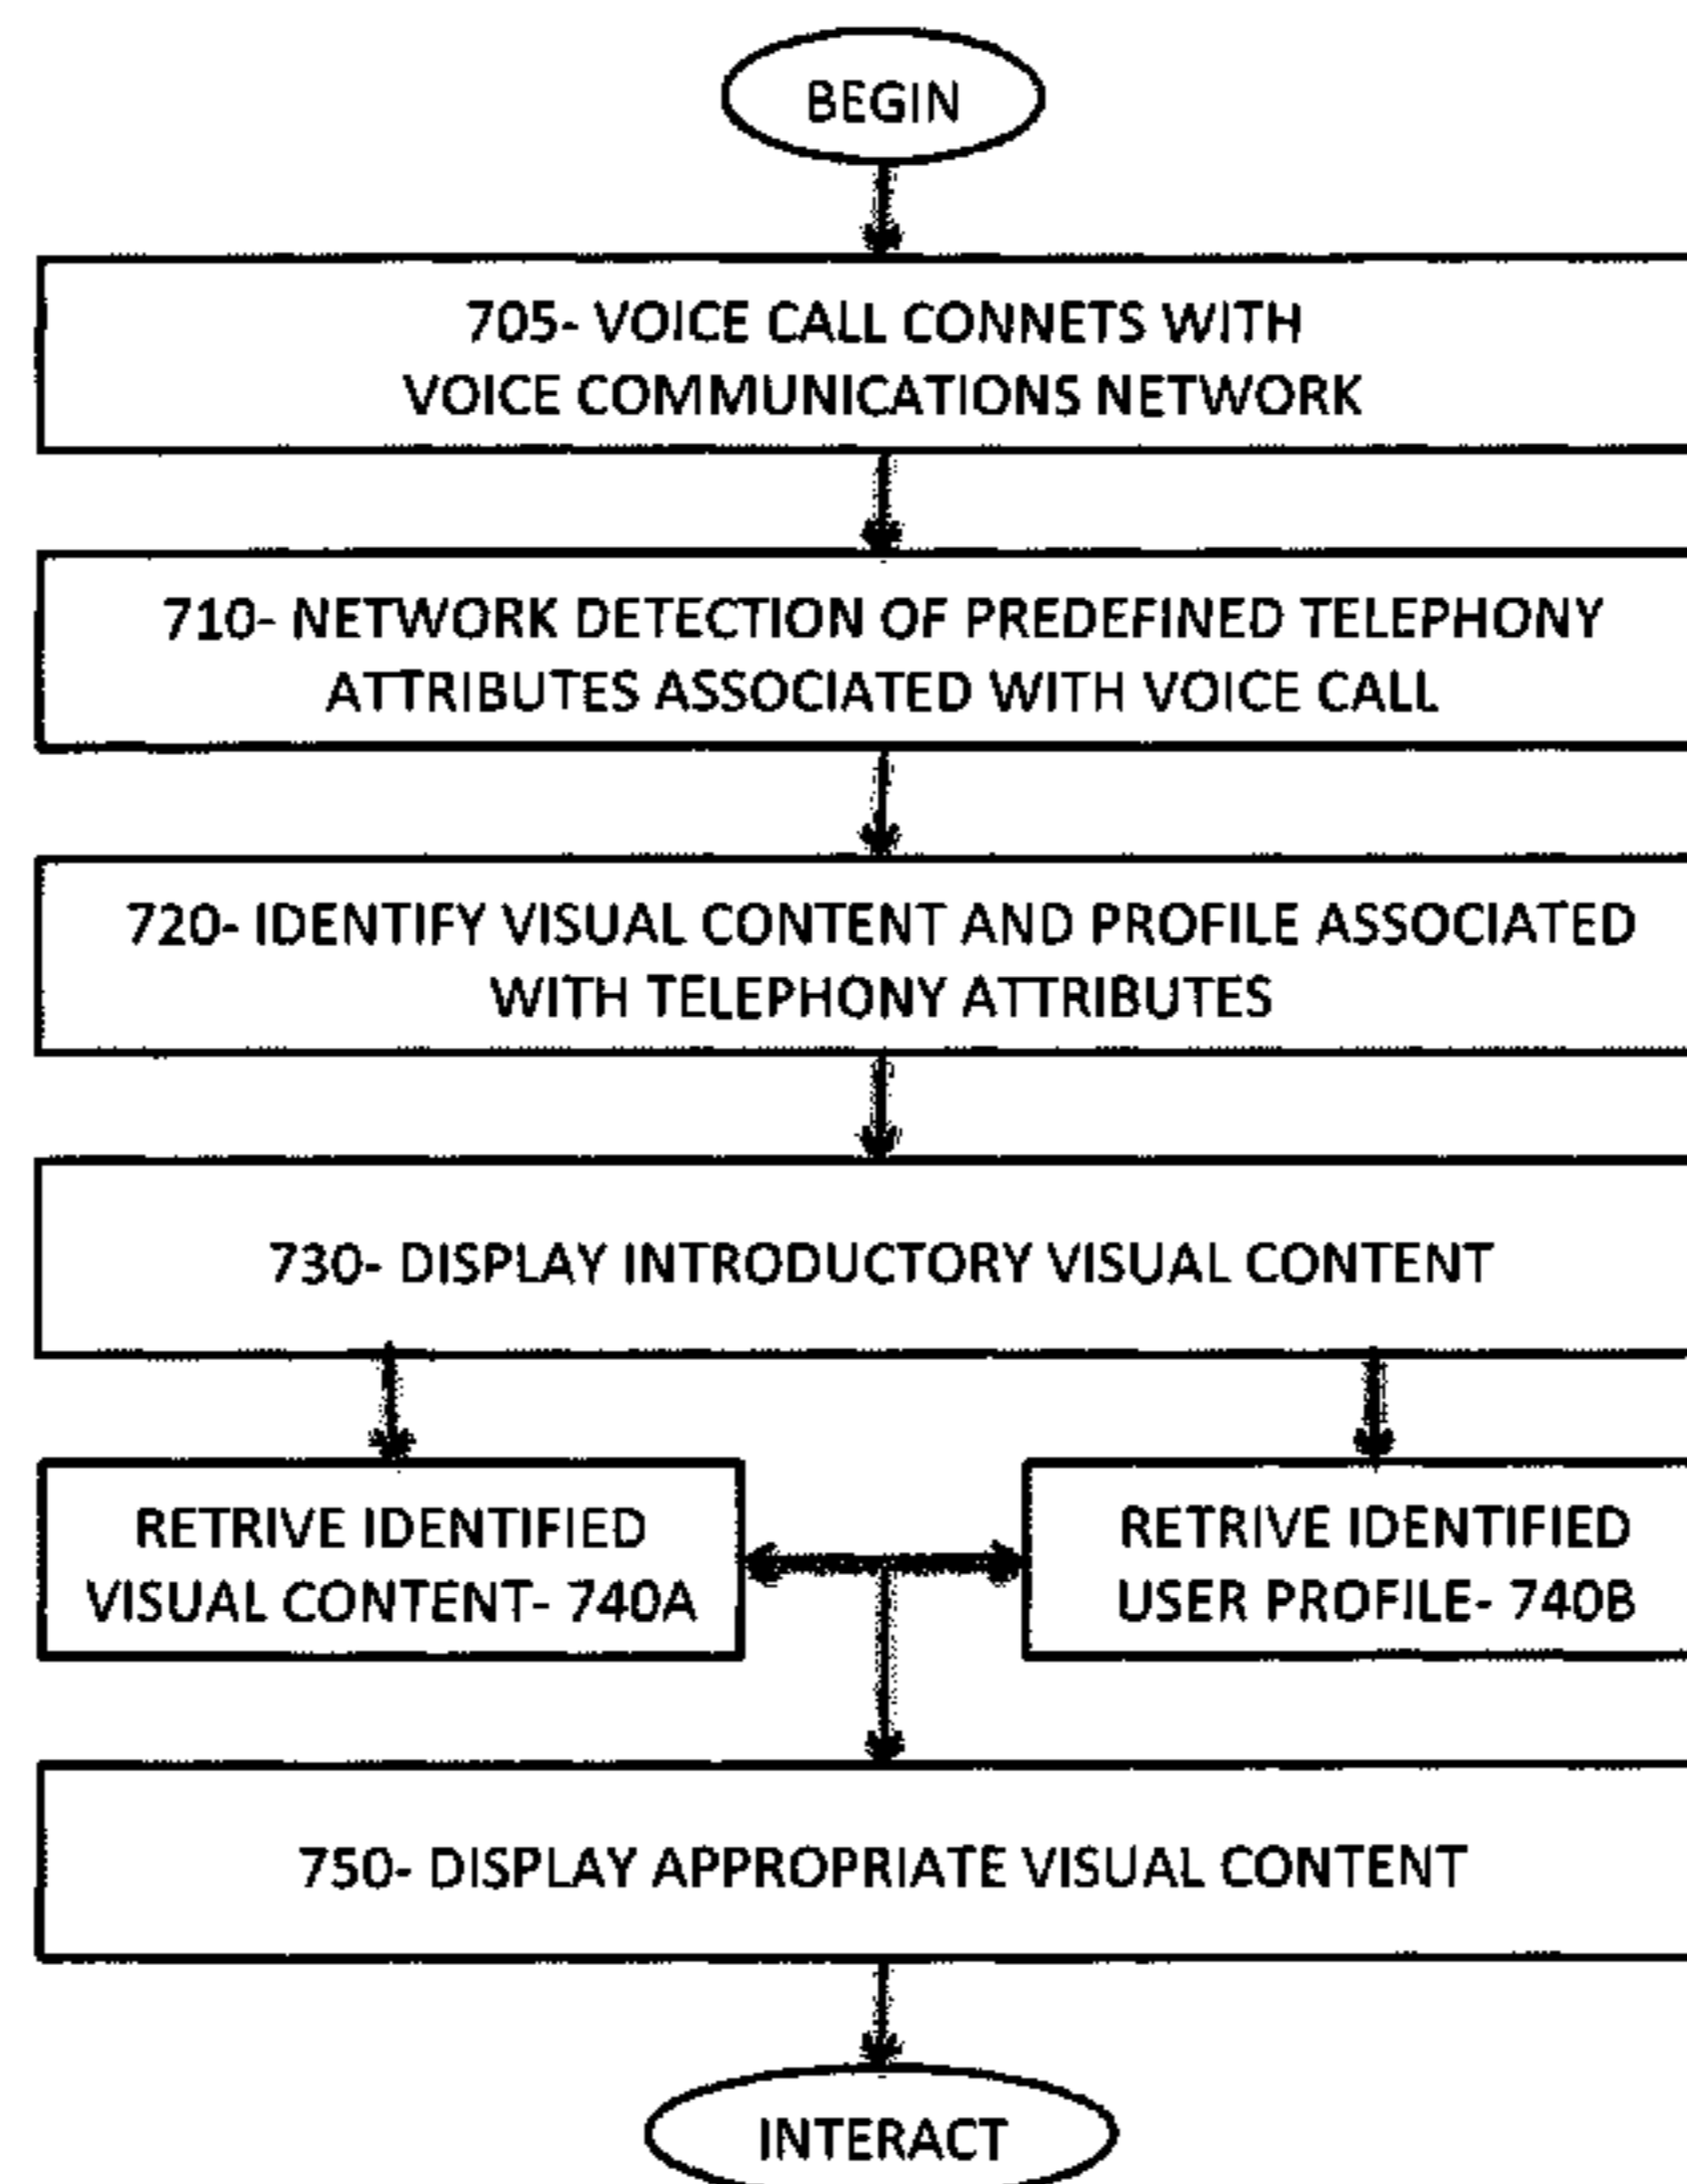 BEGIN
705- VOICE CALL CONNETS WITH
VOICE COMMUNICATIONS NETWORK
710- NETWORK DETECTION OF PREDEFINED TELEPHONY
ATTRIBUTES ASSOCIATED WITH VOICE CALL
720- IDENTIFY VISUAL CONTENT AND PROFILE ASSOCIATED
WITH TELEPHONY ATTRIBUTES
730- DISPLAY INTRODUCTORY VISUAL CONTENT
RETRIVE IDENTIFIED
VISUAL CONTENT- 740A
RETRIVE IDENTIFIED
USER PROFILE- 740B
750- DISPLAY APPROPRIATE VISUAL CONTENT
INTERACT